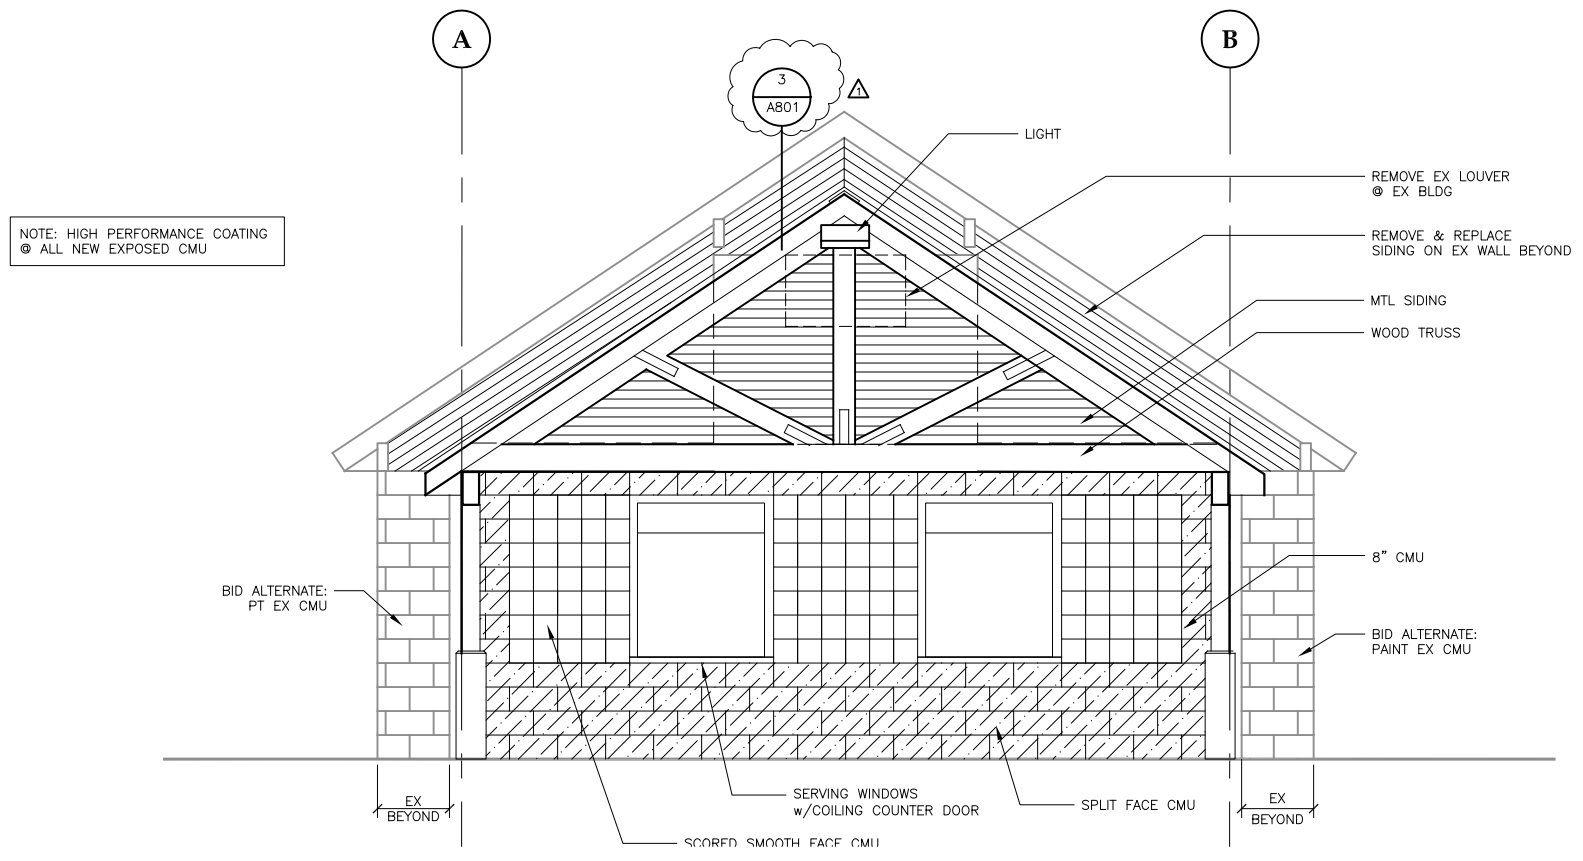 A
B
3
A801
1
LIGHT
REMOVE EX LOUVER
@ EX BLDG
NOTE: HIGH PERFORMANCE COATING
@ ALL NEW EXPOSED CMU
REMOVE & REPLACE
SIDING ON EX WALL BEYOND
MTL SIDING
WOOD TRUSS
8" CMU
BID ALTERNATE:
PT EX CMU
BID ALTERNATE:
PAINT EX CMU
EX
BEYOND
SERVING WINDOWS
w/COILING COUNTER DOOR
SPLIT FACE CMU
EX
BEYOND
SCORED SMOOTH FACE CMU